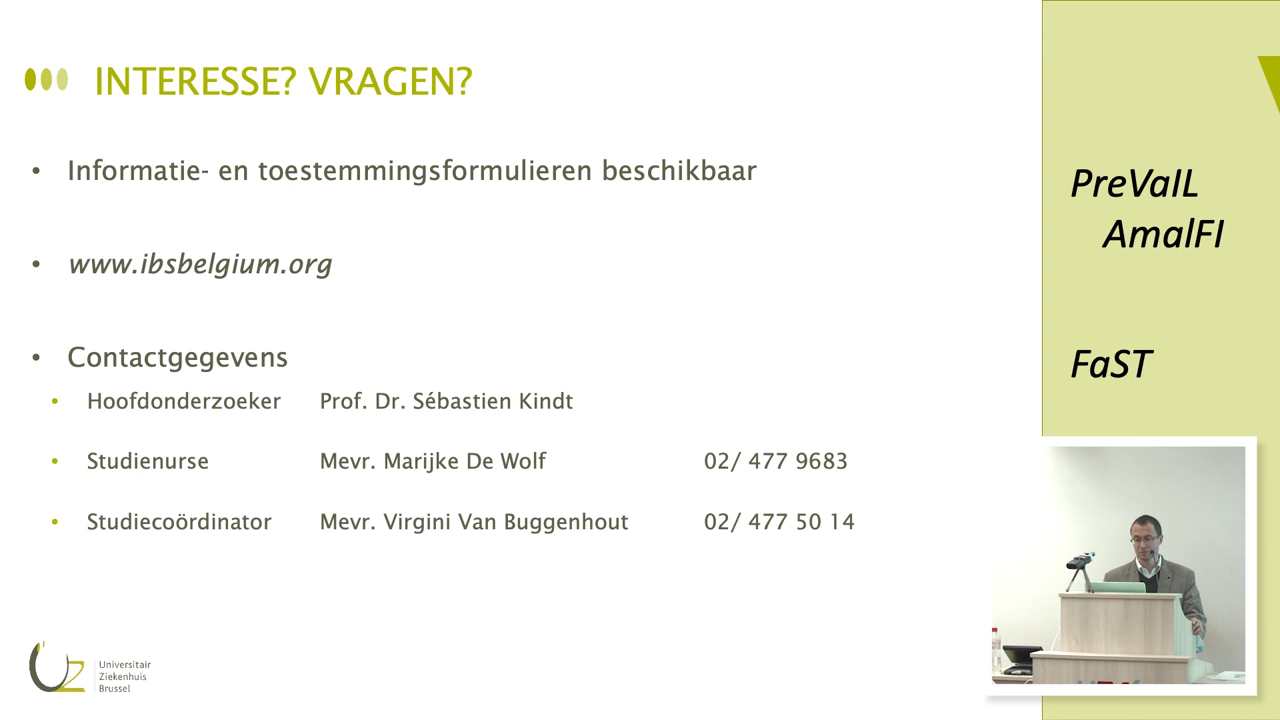 INTERESSE? VRAGEN?
• Informatie- en toestemmingsformulieren beschikbaar
• www.ibsbelgium.org
• Contactgegevens
• Hoofdonderzoeker Prof. Dr. Sébastien Kindt
• Studienurse Mevr. Marijke De Wolf 02/ 477 9683
• Studiecoördinator Mevr. Virgini Van Buggenhout 02/ 477 50 14
PreVaIL
AmalFI
FaST
Universitair
Ziekenhuis
Brussel